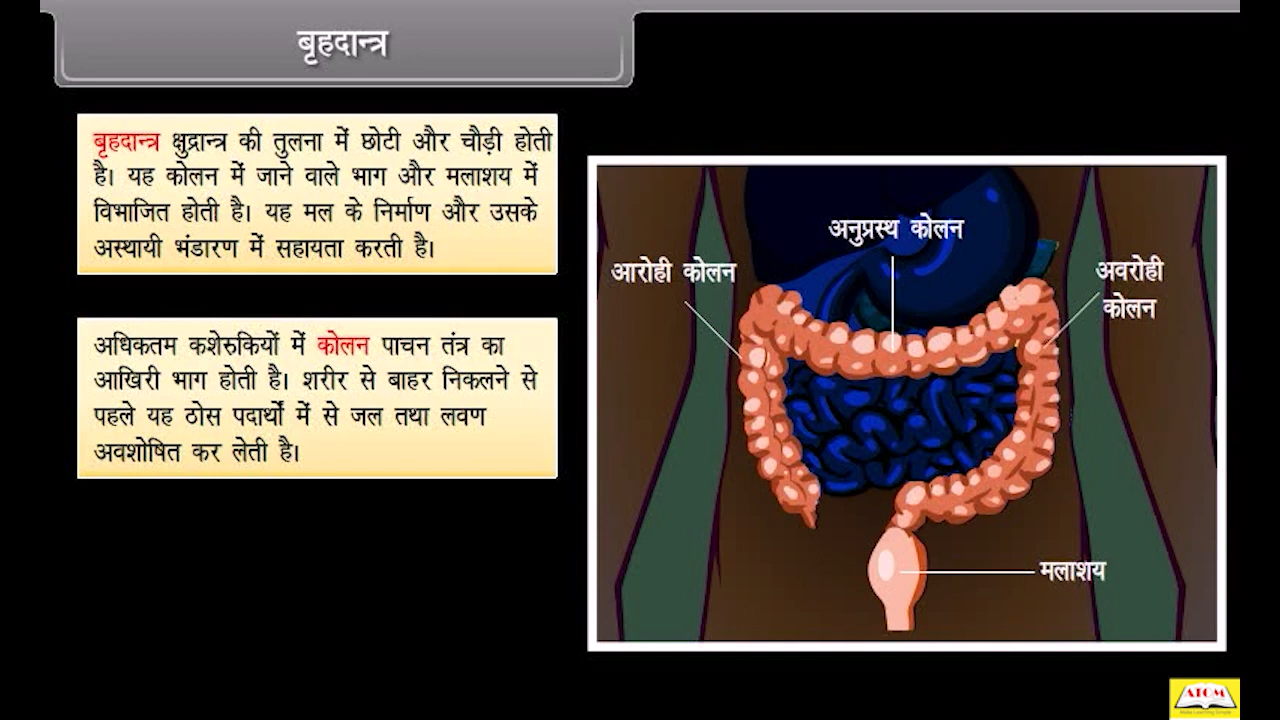 बृहदान्त्र
बृहदान्त्र क्षुद्रान्त्र की तुलना में छोटी और चौड़ी होती
है। यह कोलन में जाने वाले भाग और मलाशय में
विभाजित होती है। यह मल के निर्माण और उसके
अस्थायी भंडारण में सहायता करती है।
अधिकतम कशेरुकियों में कोलन पाचन तंत्र का
आखिरी भाग होती है। शरीर से बाहर निकलने से
पहले यह ठोस पदार्थों में से जल तथा लवण
अवशोषित कर लेती है।
अनुप्रस्थ कोलन
आरोही कोलन
अवरोही
कोलन
मलाशय
ATOM